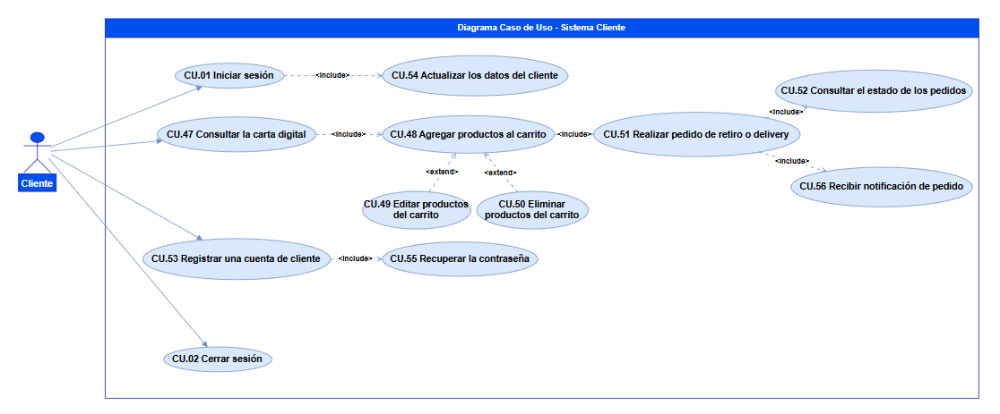 Diagrama Caso de Uso - Sistema Cliente
CU.01 Iniciar sesión
<include>
CU.54 Actualizar los datos del cliente
CU.52 Consultar el estado de los pedidos
<include>
CU.47 Consultar la carta digital
<include>
CU.48 Agregar productos al carrito
<include>
CU.51 Realizar pedido de retiro o delivery
<include>
CU.56 Recibir notificación de pedido
Cliente
<extend>
<extend>
CU.49 Editar productos
del carrito
CU.50 Eliminar
productos del carrito
CU.53 Registrar una cuenta de cliente
<include>
CU.55 Recuperar la contraseña
CU.02 Cerrar sesión